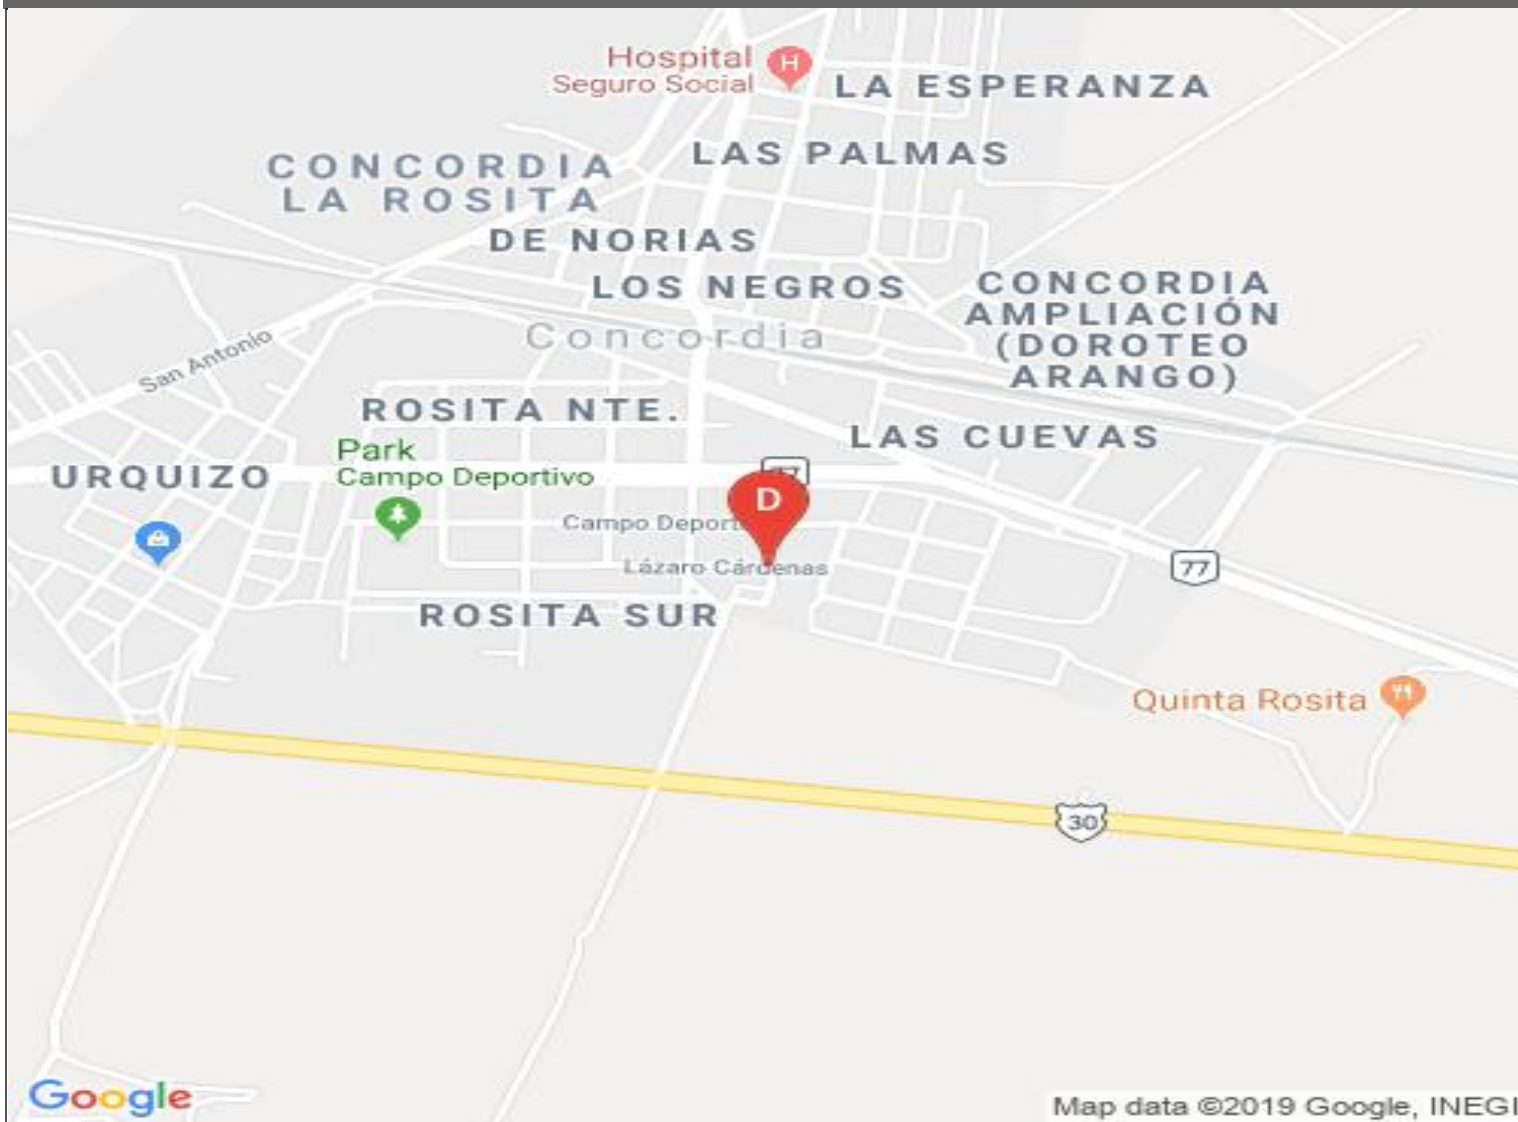 Hospital
Seguro Social
H
LA ESPERANZA
LAS PALMAS
CONCORDIA
LA ROSITA
DE NORIAS
LOS NEGROS
CONCORDIA
AMPLIACIÓN
(DOROTEO
ARANGO)
Concordia
San Antonio
ROSITA NTE.
LAS CUEVAS
Park
Campo Deportivo
URQUIZO
D
Campo Deport
Lázaro Cárdenas
77
ROSITA SUR
Quinta Rosita
30
Google
Map data ©2019 Google, INEGI